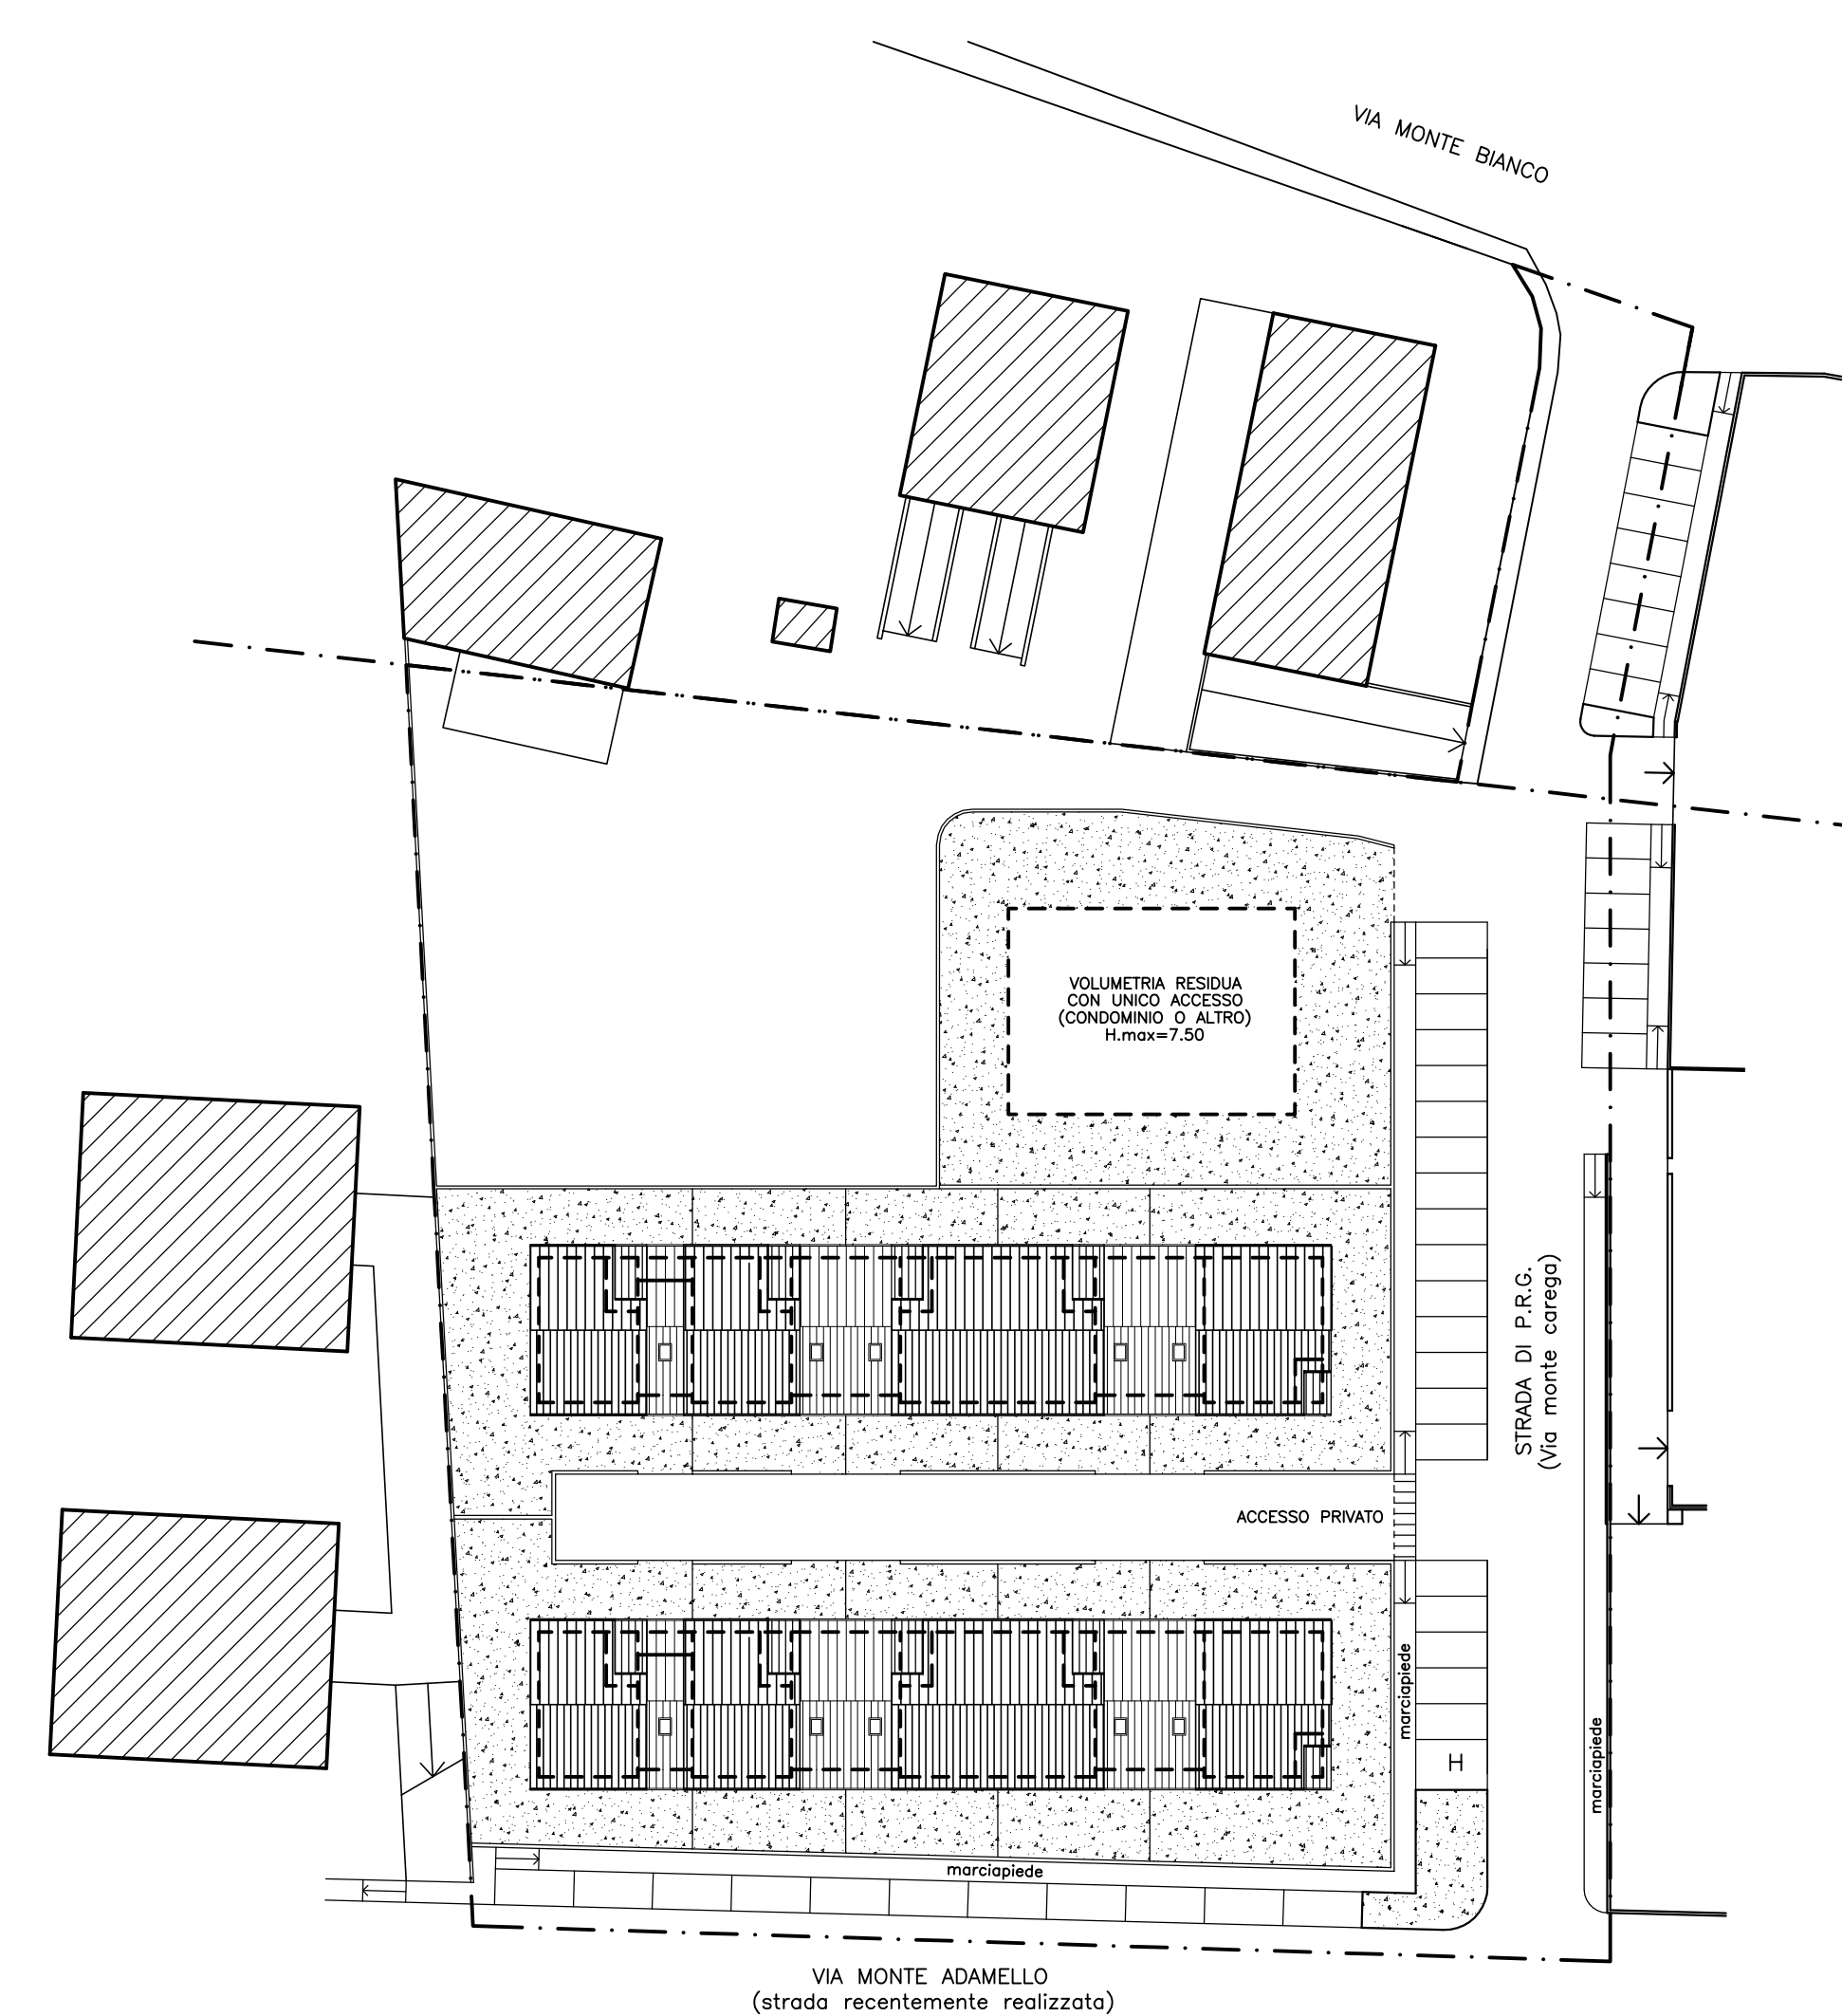 VIA MONTE BIANCO
VOLUMETRIA RESIDUA
CON UNICO ACCESSO
(CONDOMINIO O ALTRO)
H.max=7.50
STRADA DI P.R.G.
(Via monte carega)
ACCESSO PRIVATO
marciapiede
marciapiede
H
marciapiede
VIA MONTE ADAMELLO
(strada recentemente realizzata)